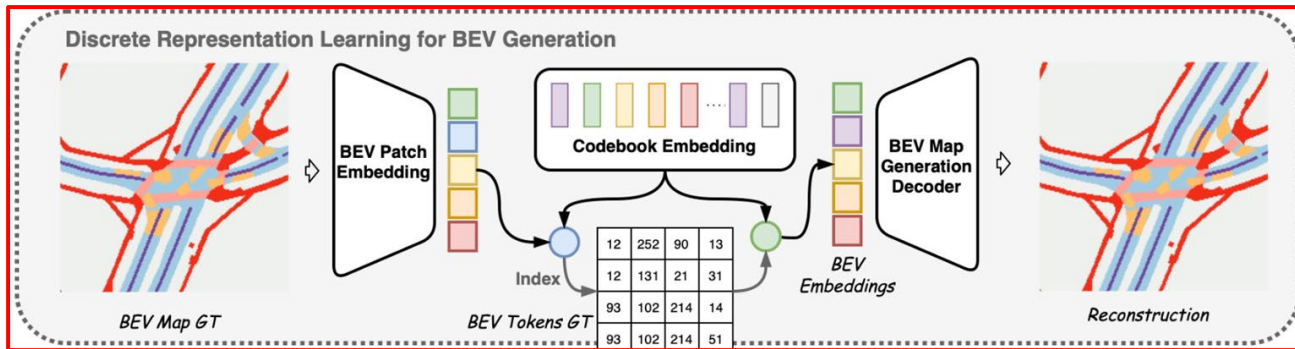 Discrete Representation Learning for BEV Generation
BEV Map GT
BEV Patch
Embedding
Codebook Embedding
Index
BEV Tokens GT
12 252 90 13
12 131 21 31
93 102 214 14
93 102 214 51
BEV
Embeddings
BEV Map
Generation
Decoder
Reconstruction